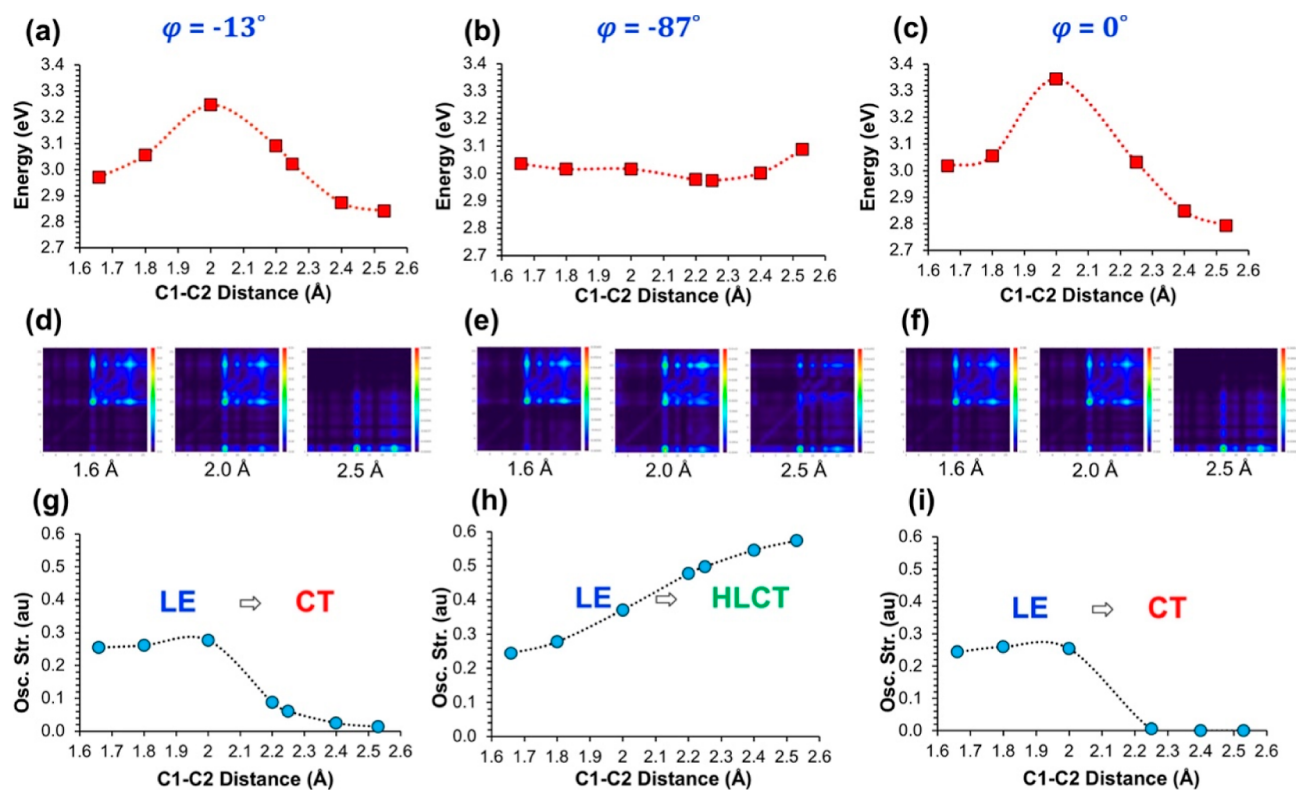 (a) φ = -13°
(b) φ = -87°
(c) φ = 0°
3.4
3.3
3.2
3.1
3.0
2.9
2.8
2.7
Energy (eV)
1.6 1.7 1.8 1.9 2 2.1 2.2 2.3 2.4 2.5 2.6
C1-C2 Distance (Å)
3.4
3.3
3.2
3.1
3.0
2.9
2.8
2.7
Energy (eV)
1.6 1.7 1.8 1.9 2 2.1 2.2 2.3 2.4 2.5 2.6
C1-C2 Distance (Å)
3.4
3.3
3.2
3.1
3.0
2.9
2.8
2.7
Energy (eV)
1.6 1.7 1.8 1.9 2 2.1 2.2 2.3 2.4 2.5 2.6
C1-C2 Distance (Å)
(d)
1.6 Å 2.0 Å 2.5 Å
(e)
1.6 Å 2.0 Å 2.5 Å
(f)
1.6 Å 2.0 Å 2.5 Å
(g)
0.6
0.5
0.4
0.3
0.2
0.1
0.0
Osc. Str. (au)
LE ⇨ CT
1.6 1.7 1.8 1.9 2 2.1 2.2 2.3 2.4 2.5 2.6
C1-C2 Distance (Å)
(h)
0.6
0.5
0.4
0.3
0.2
0.1
0.0
Osc. Str. (au)
LE ⇨ HLCT
1.6 1.7 1.8 1.9 2 2.1 2.2 2.3 2.4 2.5 2.6
C1-C2 Distance (Å)
(i)
0.6
0.5
0.4
0.3
0.2
0.1
0.0
Osc. Str. (au)
LE ⇨ CT
1.6 1.7 1.8 1.9 2 2.1 2.2 2.3 2.4 2.5 2.6
C1-C2 Distance (Å)